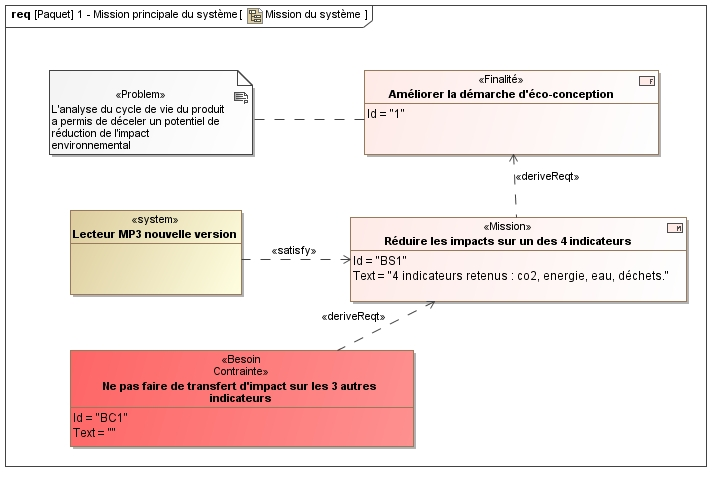 req [Paquet] 1 - Mission principale du système [ Mission du système ]
«Problem»
L'analyse du cycle de vie du produit
a permis de déceler un potentiel de
réduction de l'impact
environnemental
«Finalité»
F
Améliorer la démarche d'éco-conception
Id = "1"
«deriveReqt»
«system»
Lecteur MP3 nouvelle version
«satisfy»
«Mission»
M
Réduire les impacts sur un des 4 indicateurs
Id = "BS1"
Text = "4 indicateurs retenus : co2, energie, eau, déchets."
«deriveReqt»
«Besoin
Contrainte»
Ne pas faire de transfert d'impact sur les 3 autres
indicateurs
Id = "BC1"
Text = ""